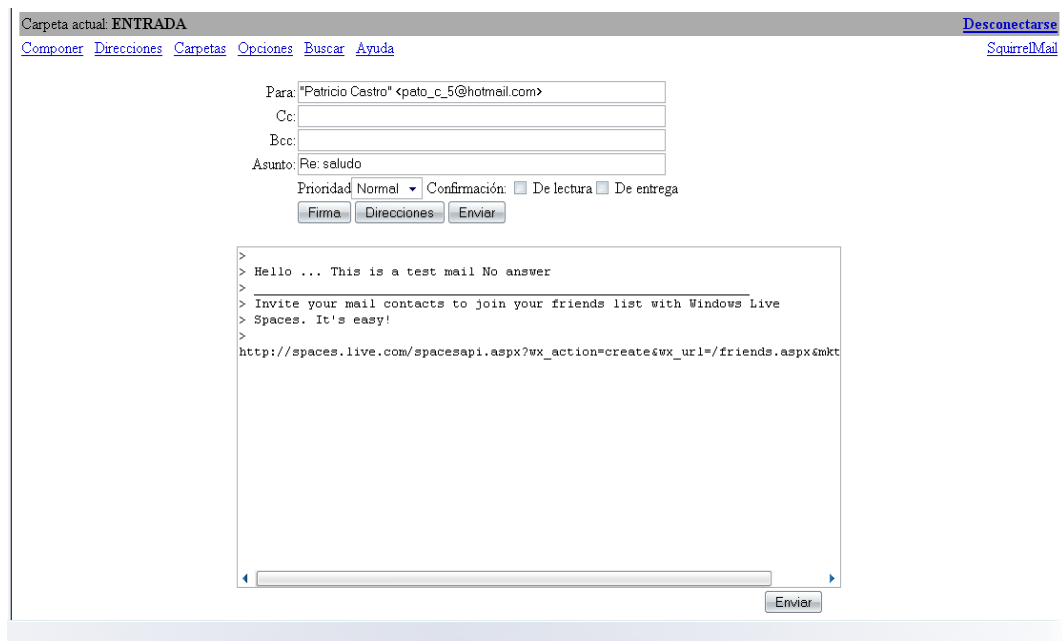 Carpeta actual: ENTRADA Desconectarse
Componer Direcciones Carpetas Opciones Buscar Ayuda SquirrelMail
Para: "Patricio Castro" <pato_c_5@hotmail.com>
Cc:
Bcc:
Asunto: Re: saludo
Prioridad Normal Confirmación: De lectura De entrega
Firma Direcciones Enviar
>
> Hello ... This is a test mail No answer
> _________________________________________________________________
> Invite your mail contacts to join your friends list with Windows Live
> Spaces. It's easy!
>
http://spaces.live.com/spacesapi.aspx?wx_action=create&wx_url=/friends.aspx&mkt
Enviar